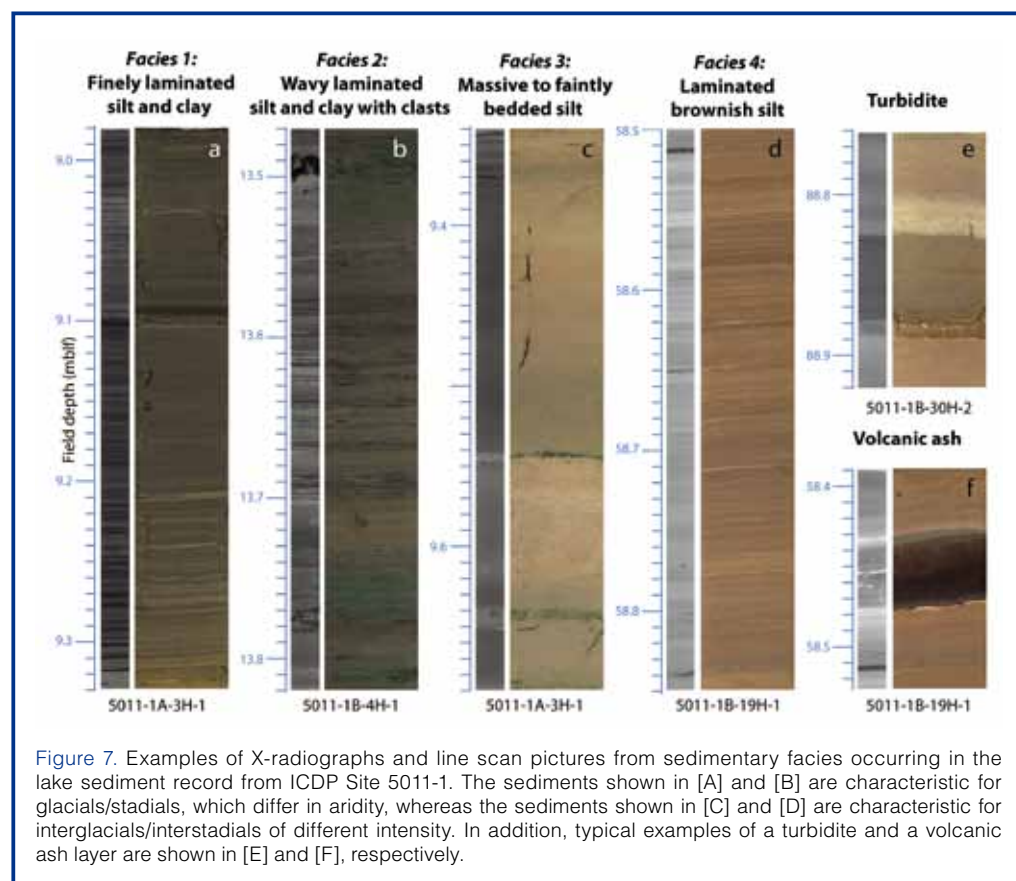 Facies 1:
Finely laminated
silt and clay
Facies 2:
Wavy laminated
silt and clay with clasts
Facies 3:
Massive to faintly
bedded silt
Facies 4:
Laminated
brownish silt
Turbidite
a
b
c
d
e
Field depth (mblf)
9.0
9.1
9.2
9.3
13.5
13.6
13.7
13.8
9.4
9.6
58.5
58.6
58.7
58.8
88.8
88.9
5011-1B-30H-2
Volcanic ash
f
58.4
58.5
5011-1A-3H-1
5011-1B-4H-1
5011-1A-3H-1
5011-1B-19H-1
5011-1B-19H-1
Figure 7. Examples of X-radiographs and line scan pictures from sedimentary facies occurring in the
lake sediment record from ICDP Site 5011-1. The sediments shown in [A] and [B] are characteristic for
glacials/stadials, which differ in aridity, whereas the sediments shown in [C] and [D] are characteristic for
interglacials/interstadials of different intensity. In addition, typical examples of a turbidite and a volcanic
ash layer are shown in [E] and [F], respectively.